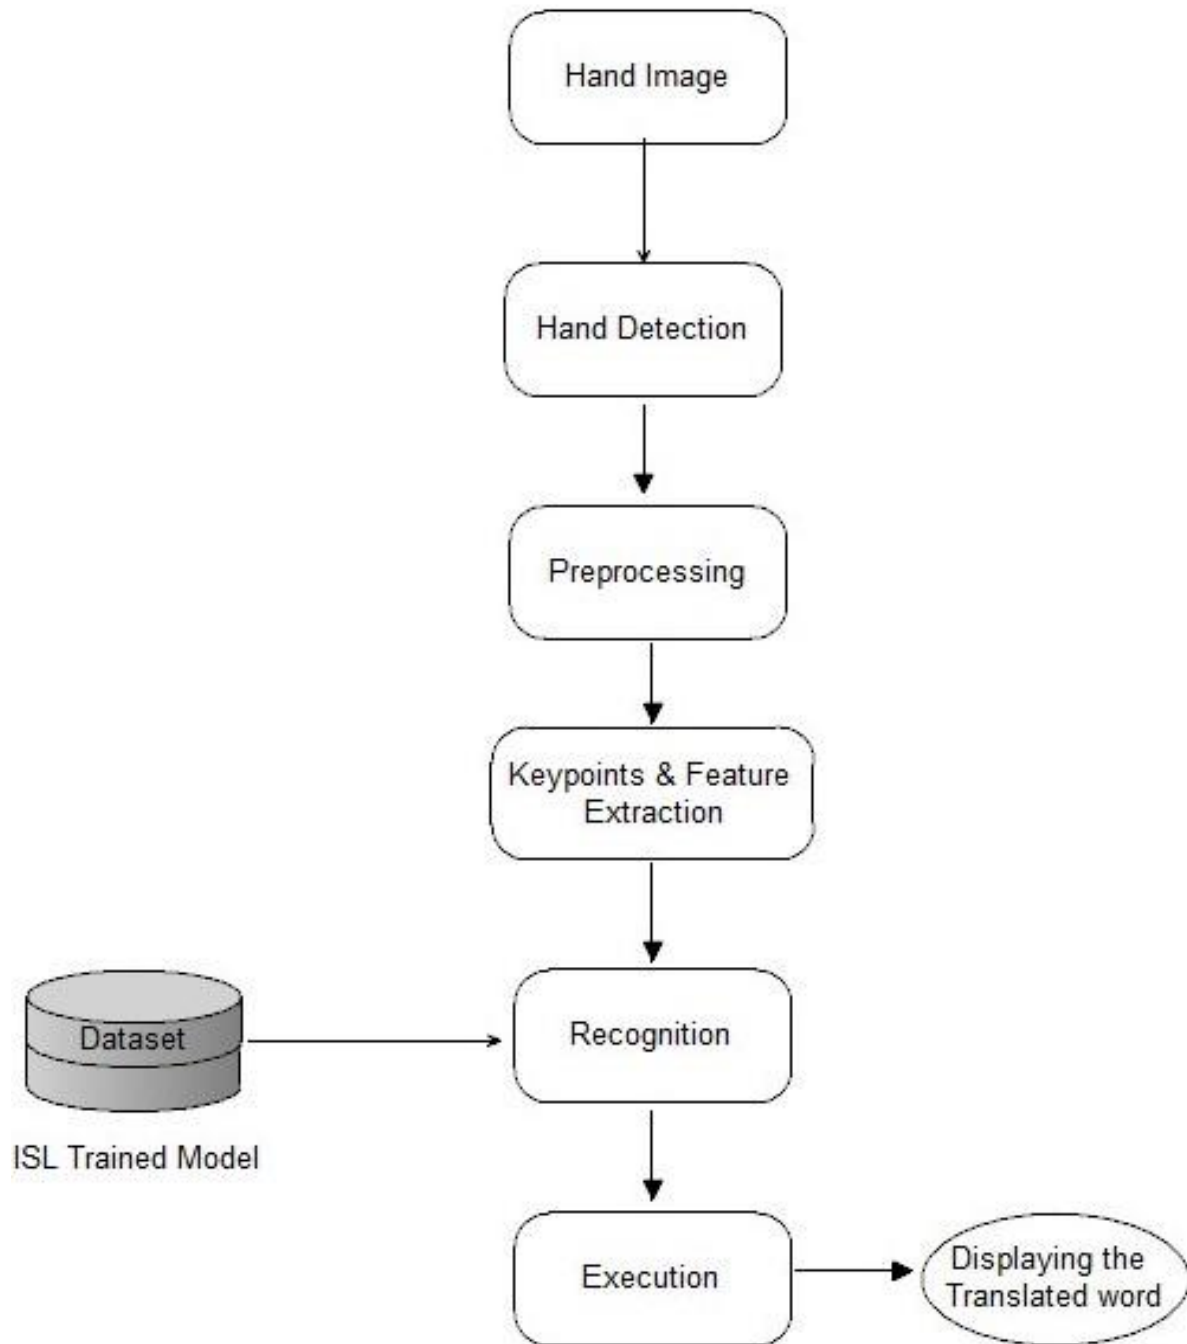 Hand Image
Hand Detection
Preprocessing
Keypoints & Feature
Extraction
Dataset
Recognition
ISL Trained Model
Execution
Displaying the
Translated word